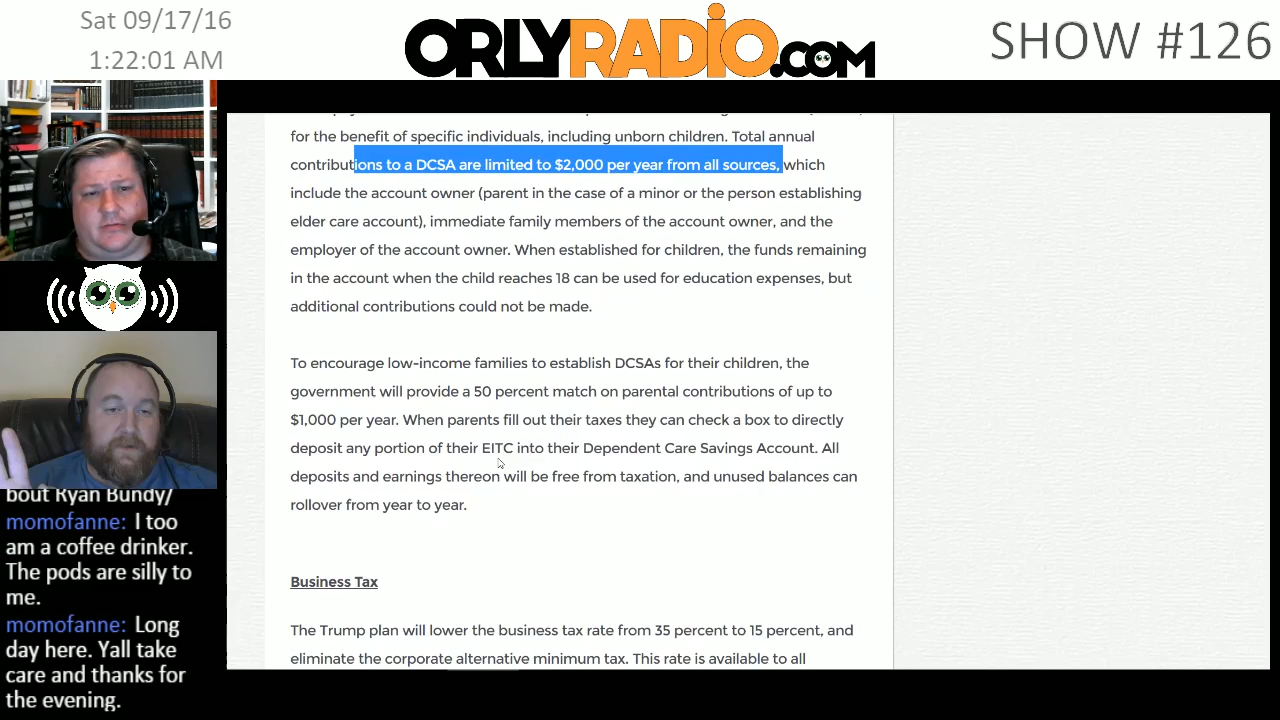 Sat 09/17/16
1:22:01 AM
ORLYRADIO.COM
SHOW #126
for the benefit of specific individuals, including unborn children. Total annual
contributions to a DCSA are limited to $2,000 per year from all sources, which
include the account owner (parent in the case of a minor or the person establishing
elder care account), immediate family members of the account owner, and the
employer of the account owner. When established for children, the funds remaining
in the account when the child reaches 18 can be used for education expenses, but
additional contributions could not be made.
To encourage low-income families to establish DCSAs for their children, the
government will provide a 50 percent match on parental contributions of up to
$1,000 per year. When parents fill out their taxes they can check a box to directly
deposit any portion of their EITC into their Dependent Care Savings Account. All
deposits and earnings thereon will be free from taxation, and unused balances can
rollover from year to year.
Business Tax
The Trump plan will lower the business tax rate from 35 percent to 15 percent, and
eliminate the corporate alternative minimum tax. This rate is available to all
bout Ryan Bundy/
momofanne: I too
am a coffee drinker.
The pods are silly to
me.
momofanne: Long
day here. Yall take
care and thanks for
the evening.